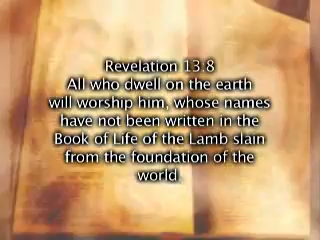 Revelation 13:8
All who dwell on the earth
will worship him, whose names
have not been written in the
Book of Life of the Lamb slain
from the foundation of the
world.